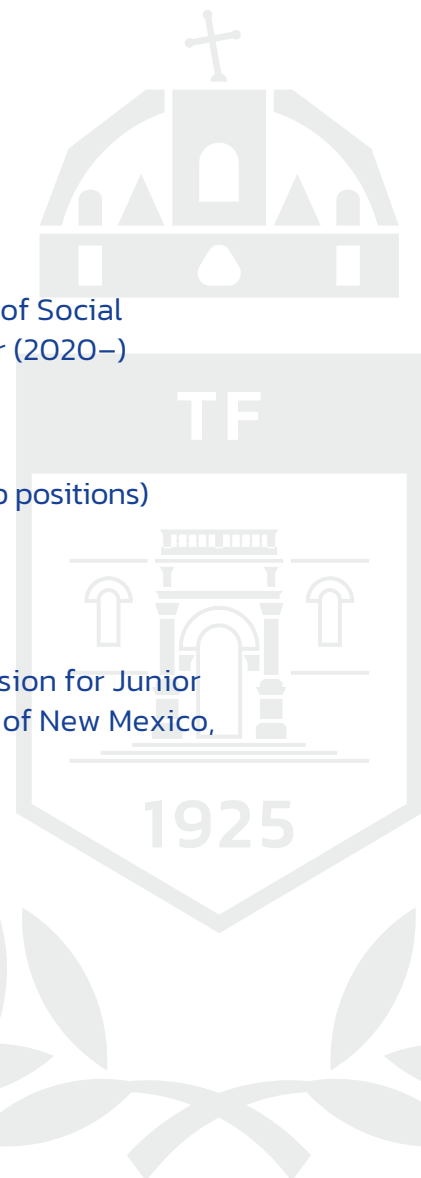 of Social
r (2020–)
TF
positions)
sion for Junior
of New Mexico,
1925